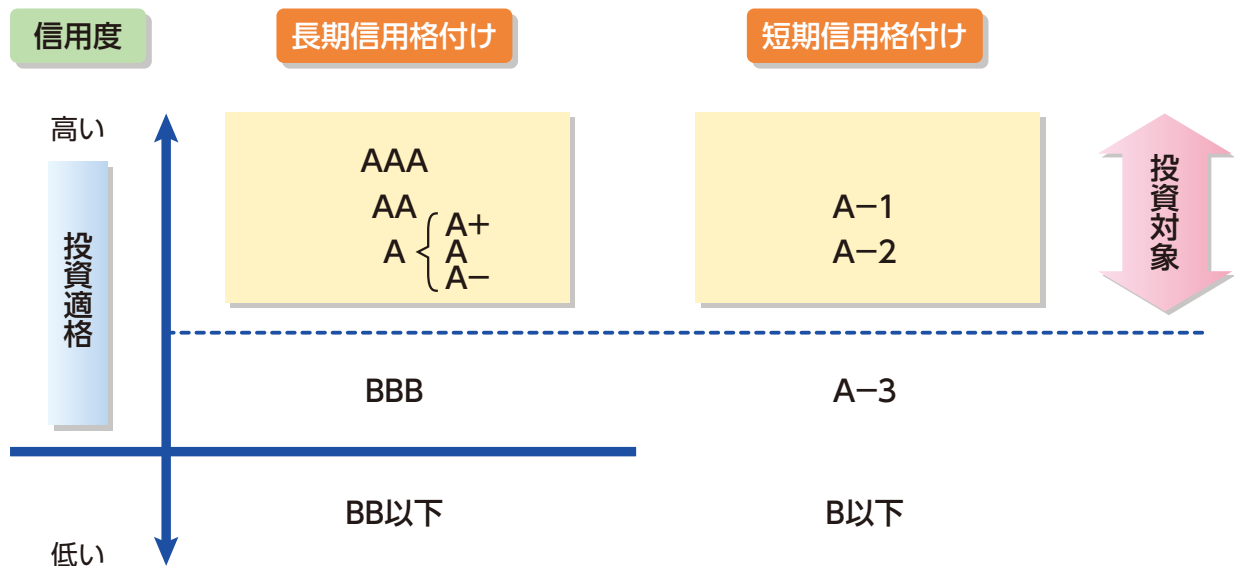 信用度
長期信用格付け
短期信用格付け
高い
投資適格
AAA
AA
A
A+
A
A−
A−1
A−2
投資対象
BBB
A−3
BB以下
B以下
低い